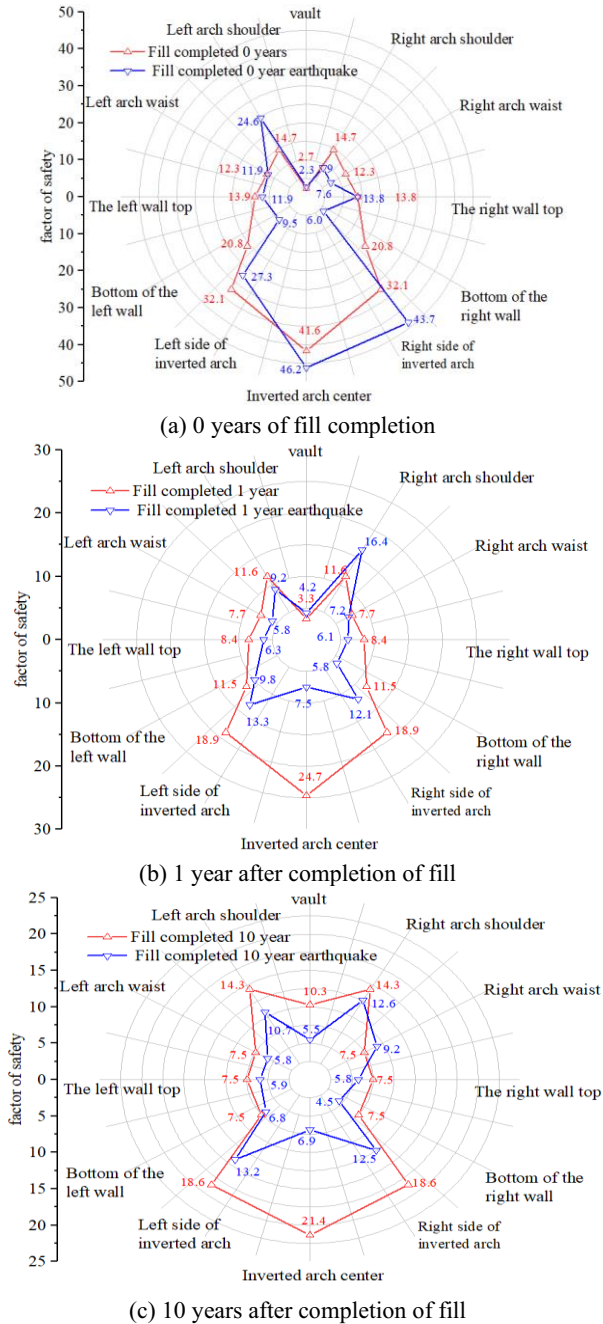 50
40
30
20
10
0
10
20
30
40
50
factor of safety
vault
Left arch shoulder
Right arch shoulder
Fill completed 0 years
Fill completed 0 year earthquake
Left arch waist
Right arch waist
24.6
14.7
2.7
14.7
12.3
11.9
2.3
9
12.3
13.9
11.9
7.6
13.8
13.8
The left wall top
The right wall top
9.5
6.0
20.8
20.8
27.3
Bottom of the
left wall
Bottom of the
right wall
32.1
32.1
41.6
43.7
Left side of
inverted arch
Right side of
inverted arch
46.2
Inverted arch center
(a) 0 years of fill completion
30
20
10
0
10
20
30
factor of safety
vault
Left arch shoulder
Right arch shoulder
Fill completed 1 year
Fill completed 1 year earthquake
Left arch waist
Right arch waist
16.4
11.6
9.2
4.2
11.6
3.3
7.7
5.8
7.2
7.7
The left wall top
8.4
6.3
6.1
8.4
The right wall top
5.8
11.5
9.8
11.5
13.3
7.5
12.1
Bottom of the
left wall
Bottom of the
right wall
18.9
18.9
24.7
Left side of
inverted arch
Right side of
inverted arch
Inverted arch center
(b) 1 year after completion of fill
25
20
15
10
5
0
5
10
15
20
25
factor of safety
vault
Left arch shoulder
Right arch shoulder
Fill completed 10 year
Fill completed 10 year earthquake
Left arch waist
Right arch waist
14.3
10.3
14.3
12.6
10.7
5.5
7.5
5.8
7.5
9.2
The left wall top
7.5
5.9
5.8
7.5
The right wall top
7.5
6.8
4.5
7.5
6.9
13.2
12.5
Bottom of the
left wall
Bottom of the
right wall
18.6
18.6
21.4
Left side of
inverted arch
Right side of
inverted arch
Inverted arch center
(c) 10 years after completion of fill